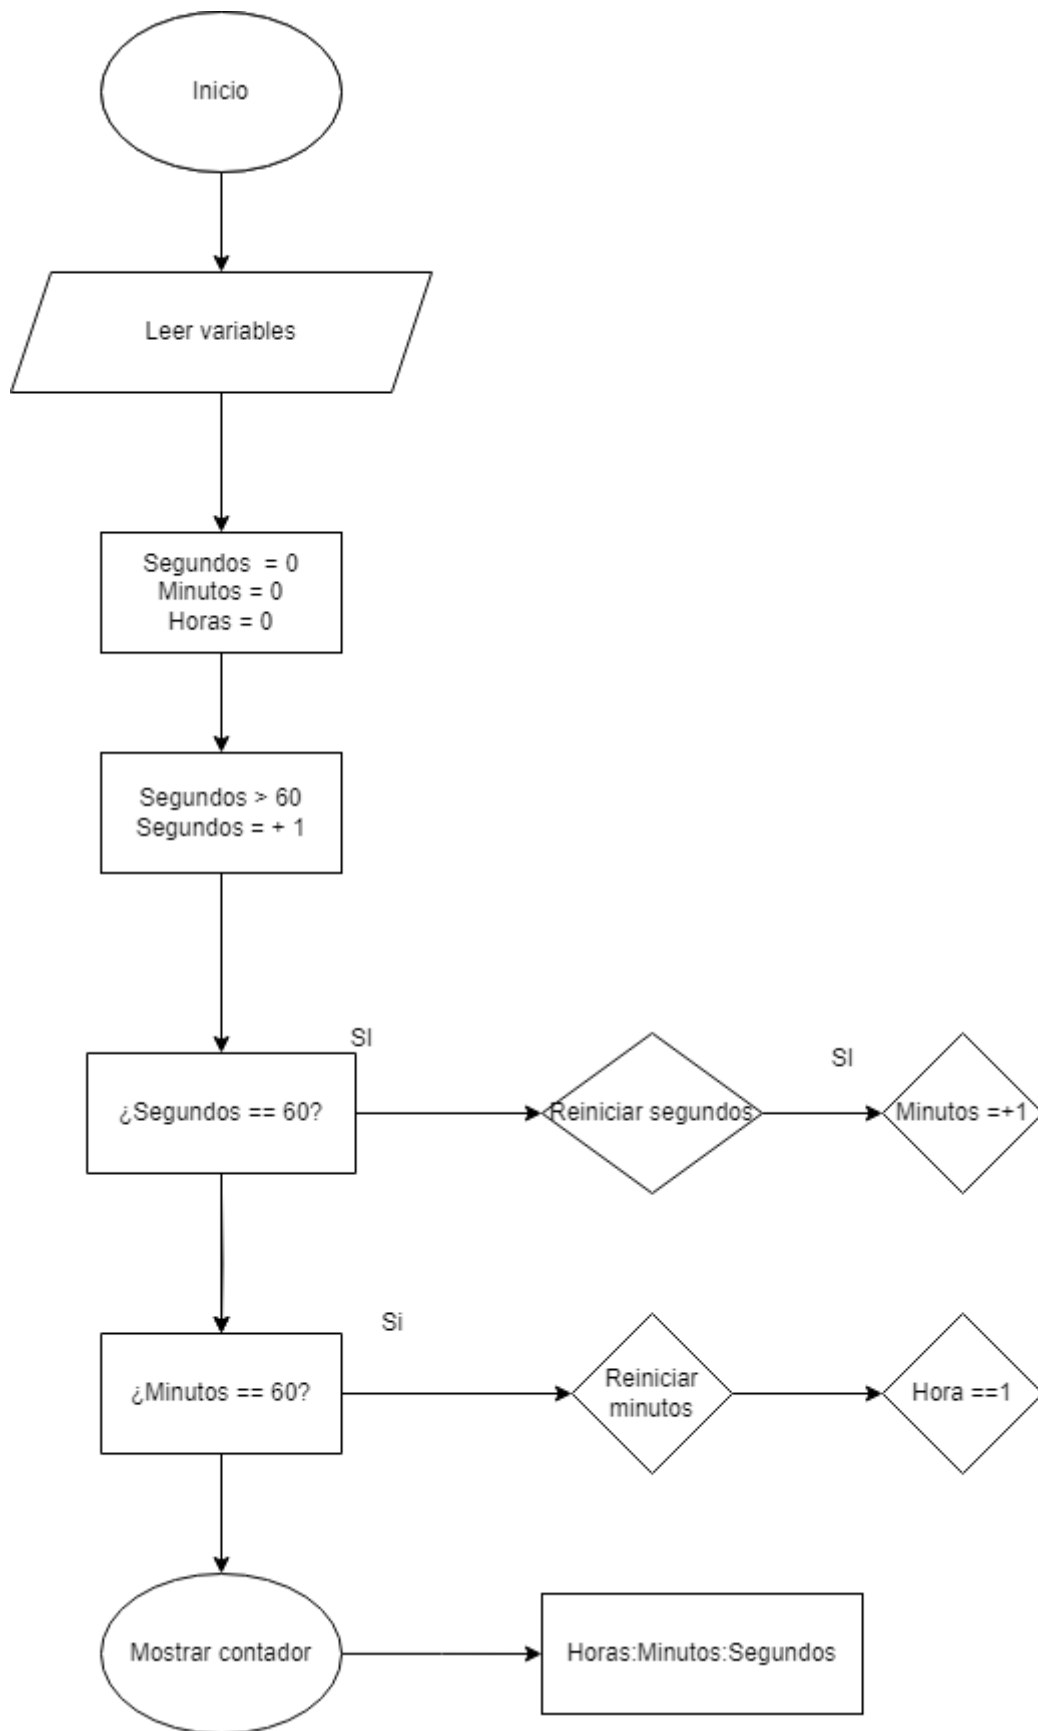 Inicio
Leer variables
Segundos  = 0
Minutos = 0
Horas = 0
Segundos > 60
Segundos = + 1
SI
¿Segundos == 60?
Reiniciar segundos
SI
Minutos =+1
Si
¿Minutos == 60?
Reiniciar
minutos
Hora ==1
Mostrar contador
Horas:Minutos:Segundos